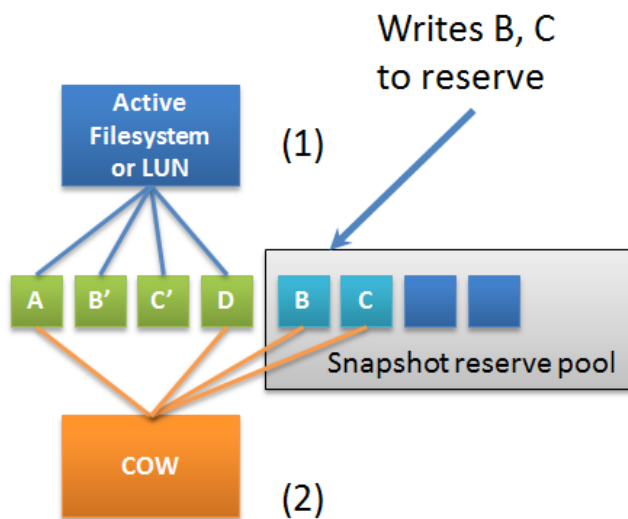 Writes B, C
to reserve
Active
Filesystem
or LUN
(1)
A
B’
C’
D
B
C
Snapshot reserve pool
COW
(2)